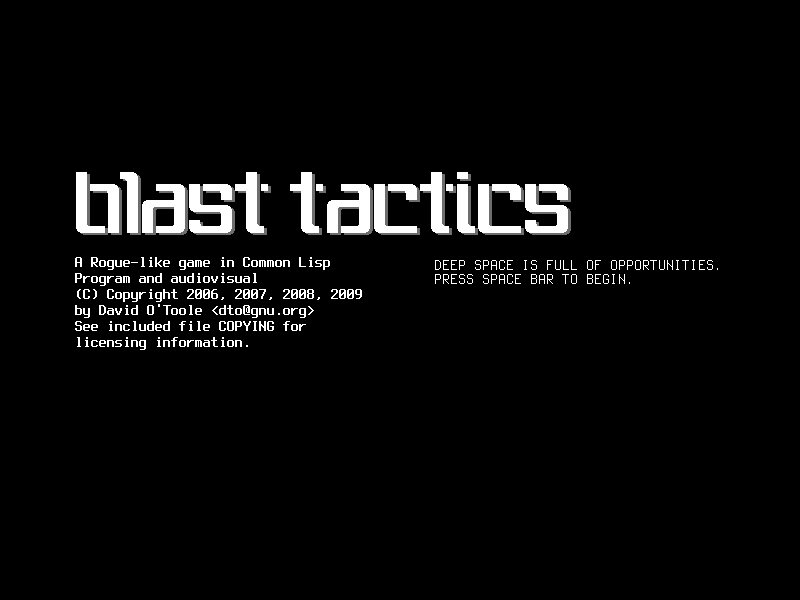 blast tactics
A Rogue-like game in Common Lisp
Program and audiovisual
(C) Copyright 2006, 2007, 2008, 2009
by David O'Toole <dto@gnu.org>
See included file COPYING for
licensing information.
DEEP SPACE IS FULL OF OPPORTUNITIES.
PRESS SPACE BAR TO BEGIN.